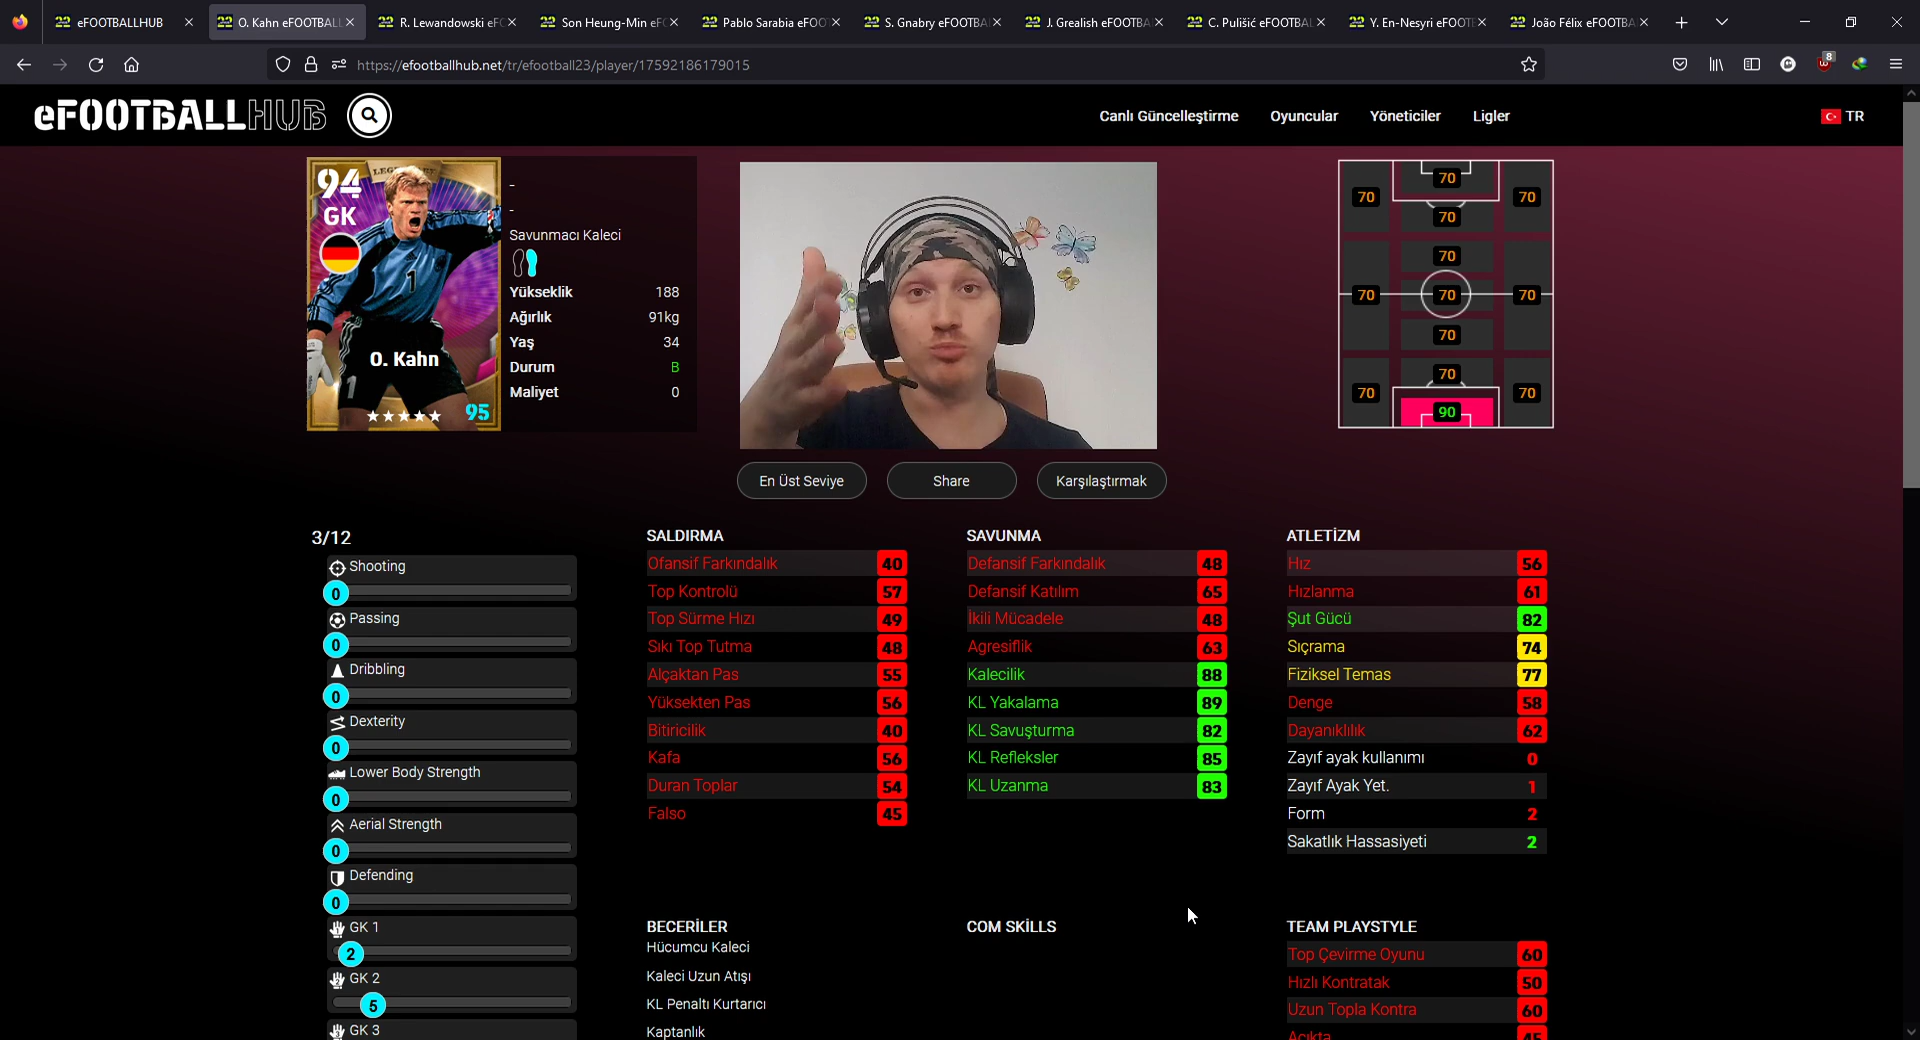 eFOOTBALLHUB
O. Kahn eFOOTBALL
R. Lewandowski eFO
Son Heung-Min eFO
Pablo Sarabia eFOO
S. Gnabry eFOOTBAL
J. Grealish eFOOTBA
C. Pulišić eFOOTBAL
Y. En-Nesyri eFOOTB
João Félix eFOOTBA
https://efootballhub.net/tr/efootball23/player/17592186179015
8
eFOOTBALLHUB
Canlı Güncelleştirme
Oyuncular
Yöneticiler
Ligler
TR
94
GK
O. Kahn
1
1
★★★★★
95
-
-
Savunmacı Kaleci
Yükseklik 188
Ağırlık 91kg
Yaş 34
Durum B
Maliyet 0
70
70 70
70
70
70 70 70
70
70
70 70
90
En Üst Seviye
Share
Karşılaştırmak
3/12
Shooting
0
Passing
0
Dribbling
0
Dexterity
0
Lower Body Strength
0
Aerial Strength
0
Defending
0
GK 1
2
GK 2
5
GK 3
SALDIRMA
Ofansif Farkındalık 40
Top Kontrolü 57
Top Sürme Hızı 49
Sıkı Top Tutma 48
Alçaktan Pas 55
Yüksekten Pas 56
Bitiricilik 40
Kafa 56
Duran Toplar 54
Falso 45
SAVUNMA
Defansif Farkındalık 48
Defansif Katılım 65
İkili Mücadele 48
Agresiflik 63
Kalecilik 88
KL Yakalama 89
KL Savuşturma 82
KL Refleksler 85
KL Uzanma 83
ATLETİZM
Hız 56
Hızlanma 61
Şut Gücü 82
Sıçrama 74
Fiziksel Temas 77
Denge 58
Dayanıklılık 62
Zayıf ayak kullanımı 0
Zayıf Ayak Yet. 1
Form 2
Sakatlık Hassasiyeti 2
BECERİLER
Hücumcu Kaleci
Kaleci Uzun Atışı
KL Penaltı Kurtarıcı
Kaptanlık
COM SKİLLS
TEAM PLAYSTYLE
Top Çevirme Oyunu 60
Hızlı Kontratak 50
Uzun Topla Kontra 60
Açıkta 45